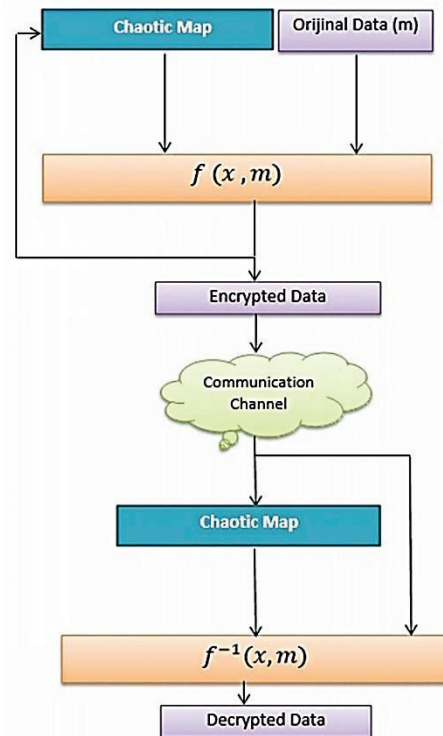 Chaotic Map
Orijinal Data (m)
f (x , m)
Encrypted Data
Communication
Channel
Chaotic Map
f⁻¹(x, m)
Decrypted Data